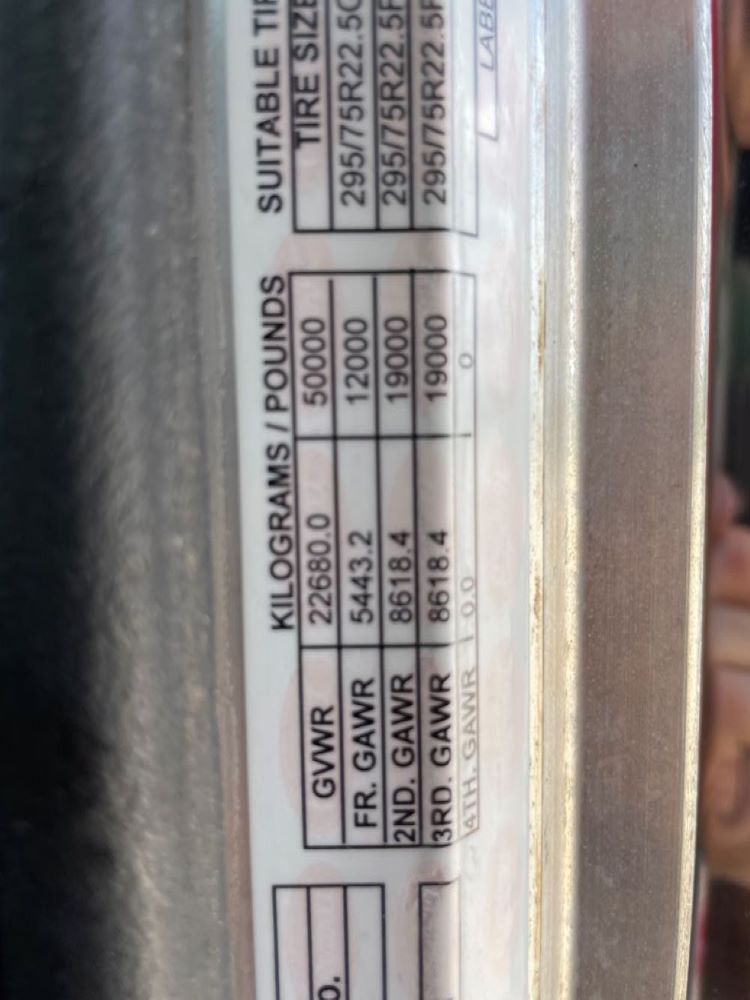 KILOGRAMS / POUNDS
GVWR 22680.0 50000
FR. GAWR 5443.2 12000
2ND. GAWR 8618.4 19000
3RD. GAWR 8618.4 19000
4TH. GAWR 0.0 0
SUITABLE
TIRE SIZE
295/75R22.5
295/75R22.5
295/75R22.5